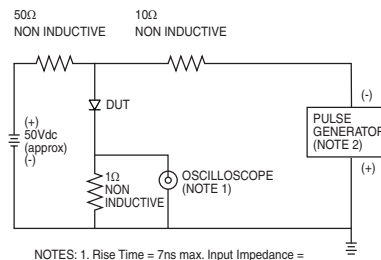 50Ω
NON INDUCTIVE
10Ω
NON INDUCTIVE
DUT
(+)
50Vdc
(approx)
(-)
1Ω
NON
INDUCTIVE
OSCILLOSCOPE
(NOTE 1)
(-)
PULSE
GENERATOR
(NOTE 2)
(+)
NOTES: 1. Rise Time = 7ns max. Input Impedance =